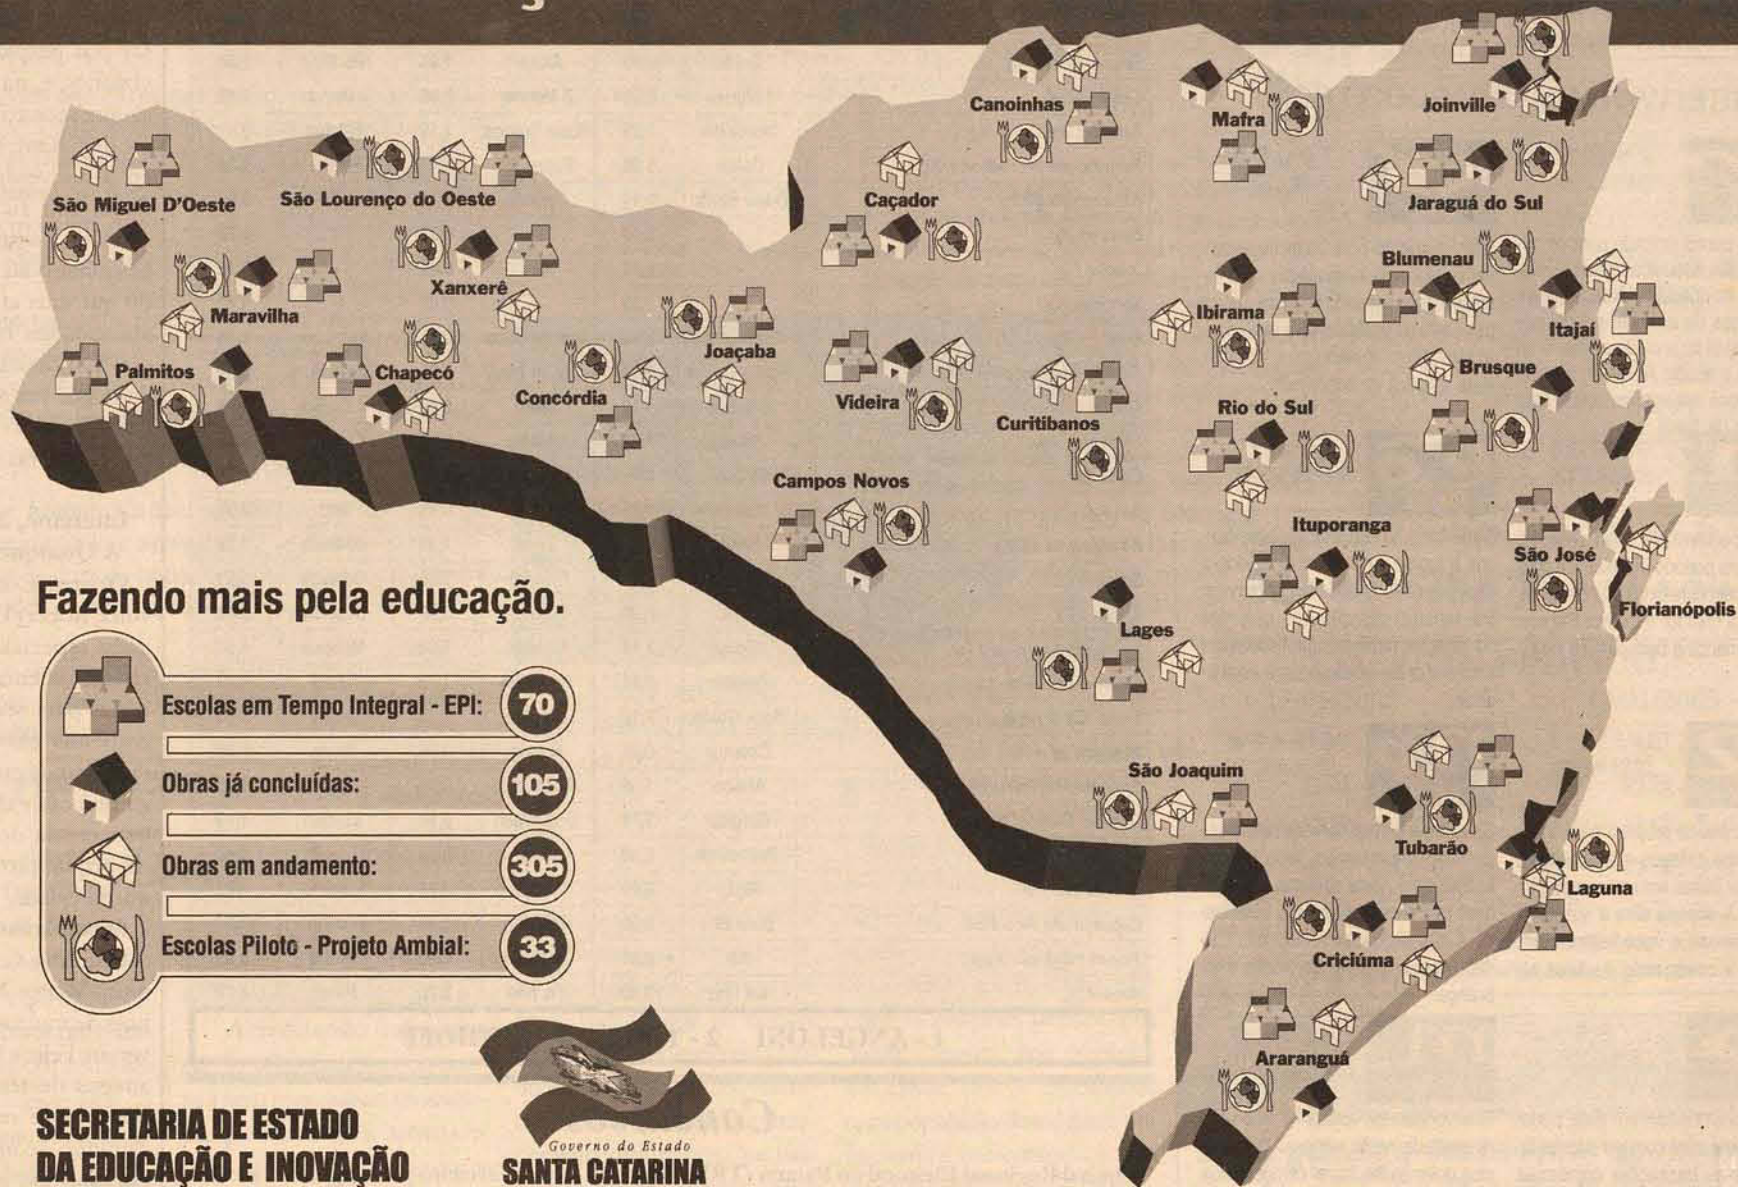 Canoinhas
Mafra
Joinville
São Miguel D'Oeste
São Lourenço do Oeste
Caçador
Jaraguá do Sul
Maravilha
Xanxerê
Blumenau
Ibirama
Itajaí
Palmitos
Chapecó
Joaçaba
Concórdia
Videira
Curitibanos
Brusque
Rio do Sul
Campos Novos
Ituporanga
São José
Florianópolis
Lages
São Joaquim
Tubarão
Laguna
Criciúma
Araranguá
Fazendo mais pela educação.
Escolas em Tempo Integral - EPI: 70
Obras já concluídas: 105
Obras em andamento: 305
Escolas Piloto - Projeto Ambial: 33
SECRETARIA DE ESTADO
DA EDUCAÇÃO E INOVAÇÃO
Governo do Estado
SANTA CATARINA